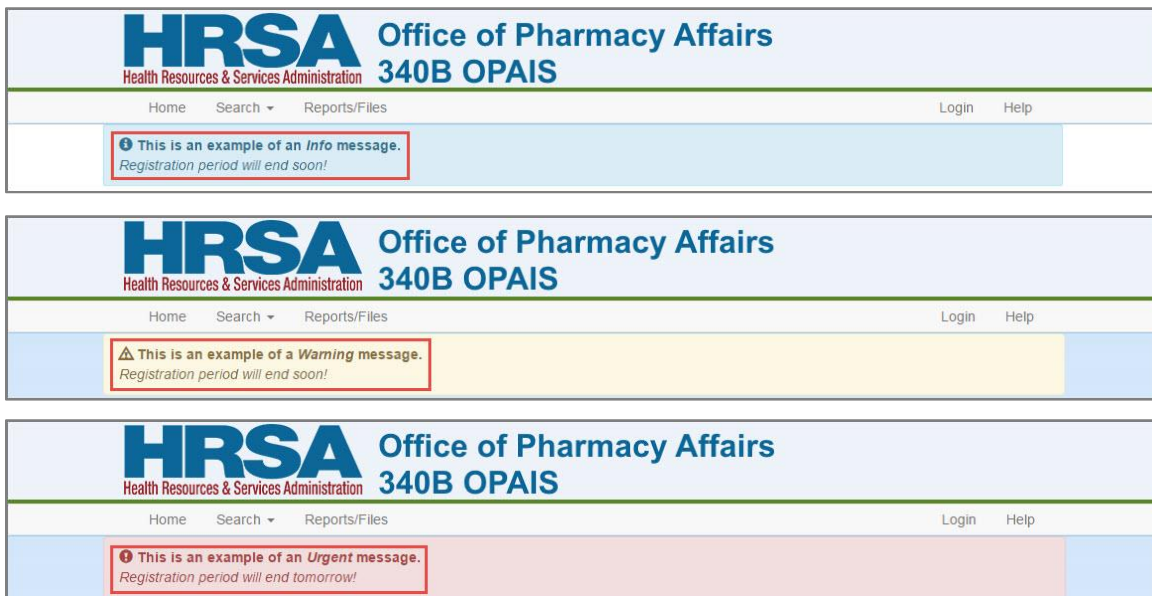 HRSA
Health Resources & Services Administration
Office of Pharmacy Affairs
340B OPAIS
Home Search Reports/Files Login Help
This is an example of an Info message.
Registration period will end soon!
HRSA
Health Resources & Services Administration
Office of Pharmacy Affairs
340B OPAIS
Home Search Reports/Files Login Help
This is an example of a Warning message.
Registration period will end soon!
HRSA
Health Resources & Services Administration
Office of Pharmacy Affairs
340B OPAIS
Home Search Reports/Files Login Help
This is an example of an Urgent message.
Registration period will end tomorrow!